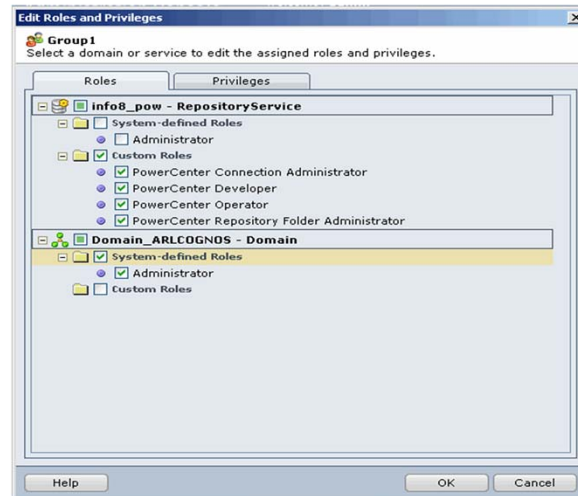 Edit Roles and Privileges
Group1
Select a domain or service to edit the assigned roles and privileges.
Roles Privileges
info8_pow - RepositoryService
System-defined Roles
Administrator
Custom Roles
PowerCenter Connection Administrator
PowerCenter Developer
PowerCenter Operator
PowerCenter Repository Folder Administrator
Domain_ARLCOGNOS - Domain
System-defined Roles
Administrator
Custom Roles
Help OK Cancel